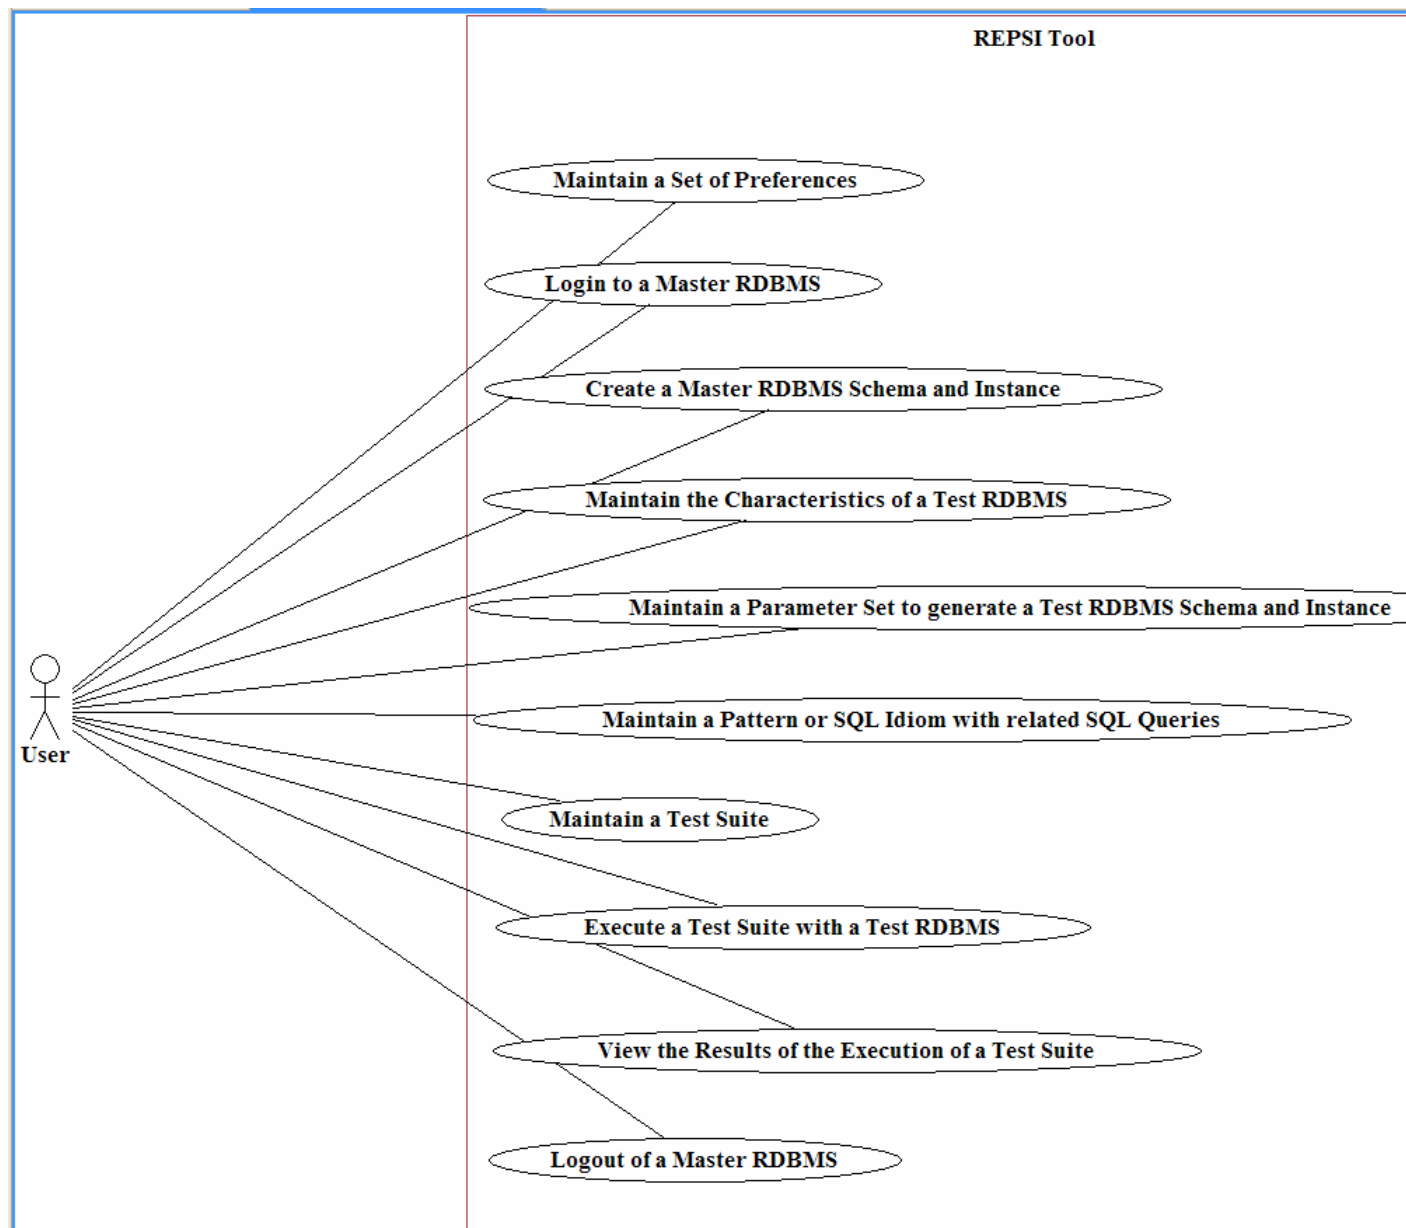 REPSI Tool
Maintain a Set of Preferences
Login to a Master RDBMS
Create a Master RDBMS Schema and Instance
Maintain the Characteristics of a Test RDBMS
Maintain a Parameter Set to generate a Test RDBMS Schema and Instance
Maintain a Pattern or SQL Idiom with related SQL Queries
User
Maintain a Test Suite
Execute a Test Suite with a Test RDBMS
View the Results of the Execution of a Test Suite
Logout of a Master RDBMS